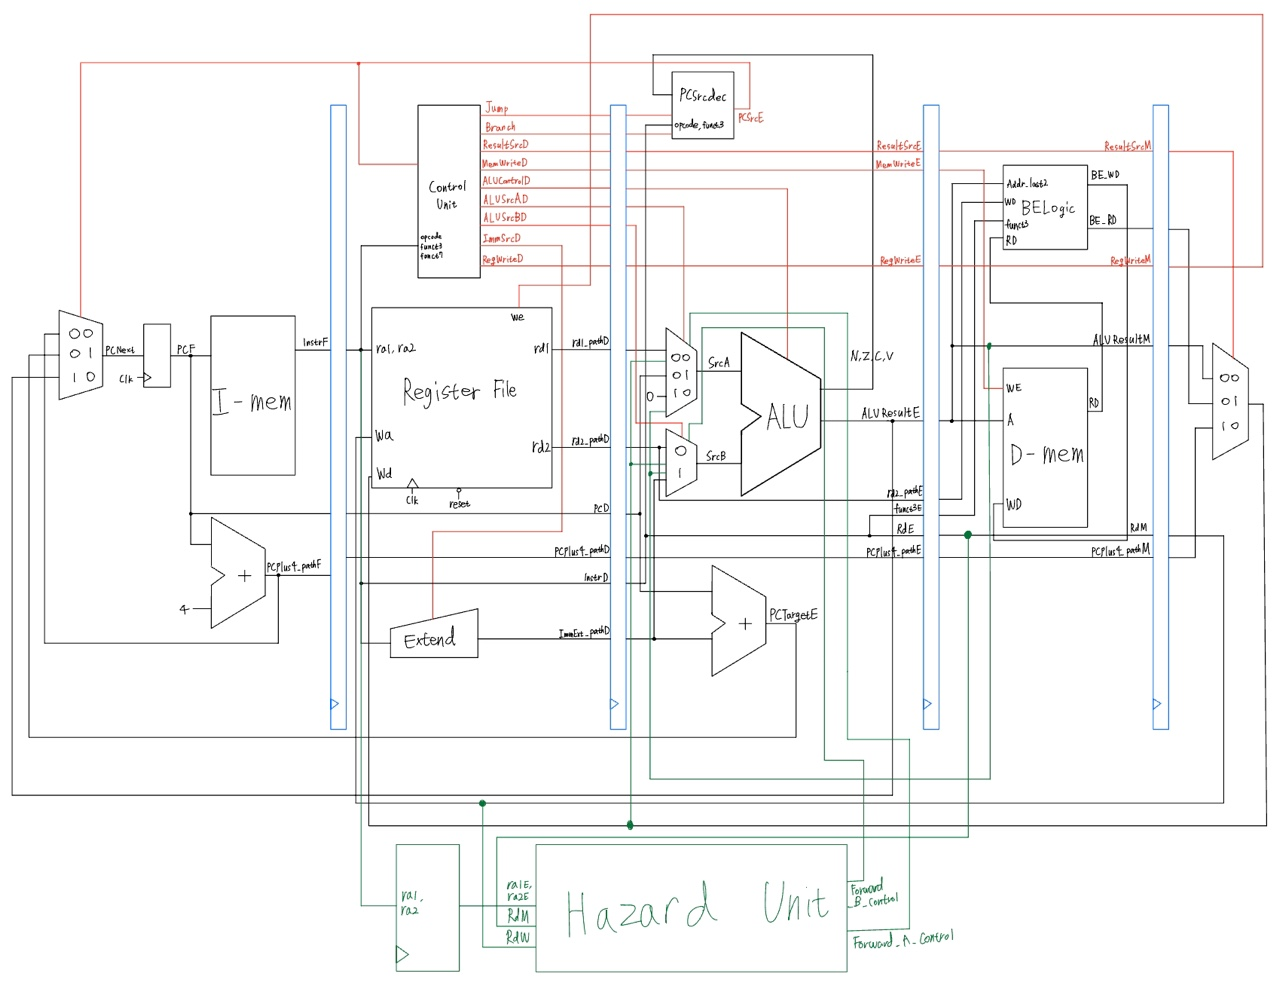 PCSrcdec
opcode, funct3
PCSrcE
Jump
Branch
ResultSrcD
MemWriteD
ALUControlD
ALUSrcAD
ALUSrcBD
ImmSrcD
RegWriteD
Control
Unit
opcode
funct3
funct7
ResultSrcE
MemWriteE
RegWriteE
ResultSrcM
RegWriteM
Addr_last2
WD
funct3
RD
BELogic
BE_WD
BE_RD
00
01
10
PCNext
PCF
Clk
I-mem
InstrF
we
ra1, ra2
rd1
Register File
Wa
rd2
Wd
Clk
reset
rd1_pathD
rd2_pathD
00
01
10
0
SrcA
0
1
SrcB
ALU
N,Z,C,V
ALUResultE
ALUResultM
WE
A
RD
D-mem
WD
00
01
10
PCD
rd2_pathE
funct3E
RdE
RdM
PCPlus4_pathF
+
4
PCPlus4_pathD
PCPlus4_pathE
PCPlus4_pathM
InstrD
Extend
ImmExt_pathD
+
PCTargetE
ra1,
ra2
ra1E,
ra2E
RdM
RdW
Hazard Unit
Forward
_B_Control
Forward_A_Control